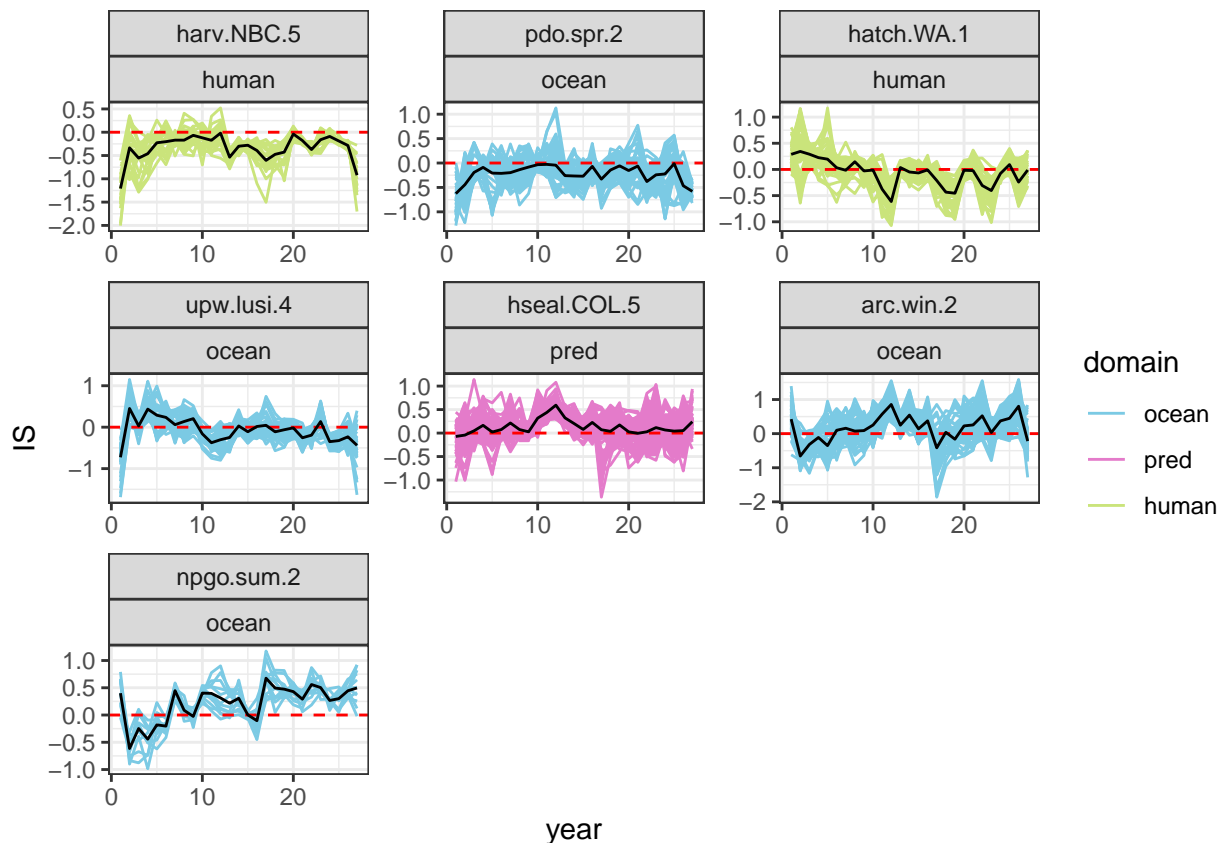 harv.NBC.5
human
0.5
0.0
−0.5
−1.0
−1.5
−2.0
0
10
20
pdo.spr.2
ocean
1.0
0.5
0.0
−0.5
−1.0
0
10
20
hatch.WA.1
human
1.0
0.5
0.0
−0.5
−1.0
0
10
20
upw.lusi.4
ocean
1
0
−1
0
10
20
hseal.COL.5
pred
1.0
0.5
0.0
−0.5
−1.0
0
10
20
arc.win.2
ocean
1
0
−1
−2
0
10
20
npgo.sum.2
ocean
1.0
0.5
0.0
−0.5
−1.0
0
10
20
IS
year
domain
ocean
pred
human